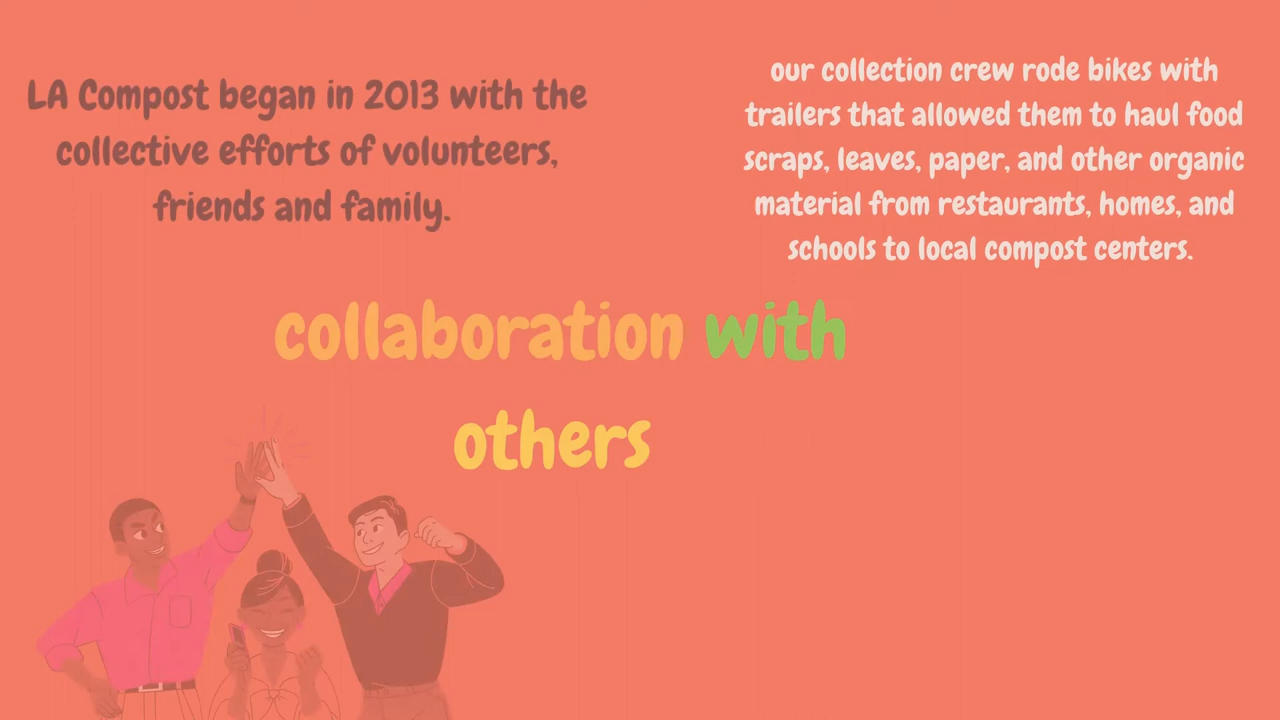 LA Compost began in 2013 with the
collective efforts of volunteers,
friends and family.
our collection crew rode bikes with
trailers that allowed them to haul food
scraps, leaves, paper, and other organic
material from restaurants, homes, and
schools to local compost centers.
collaboration with
others